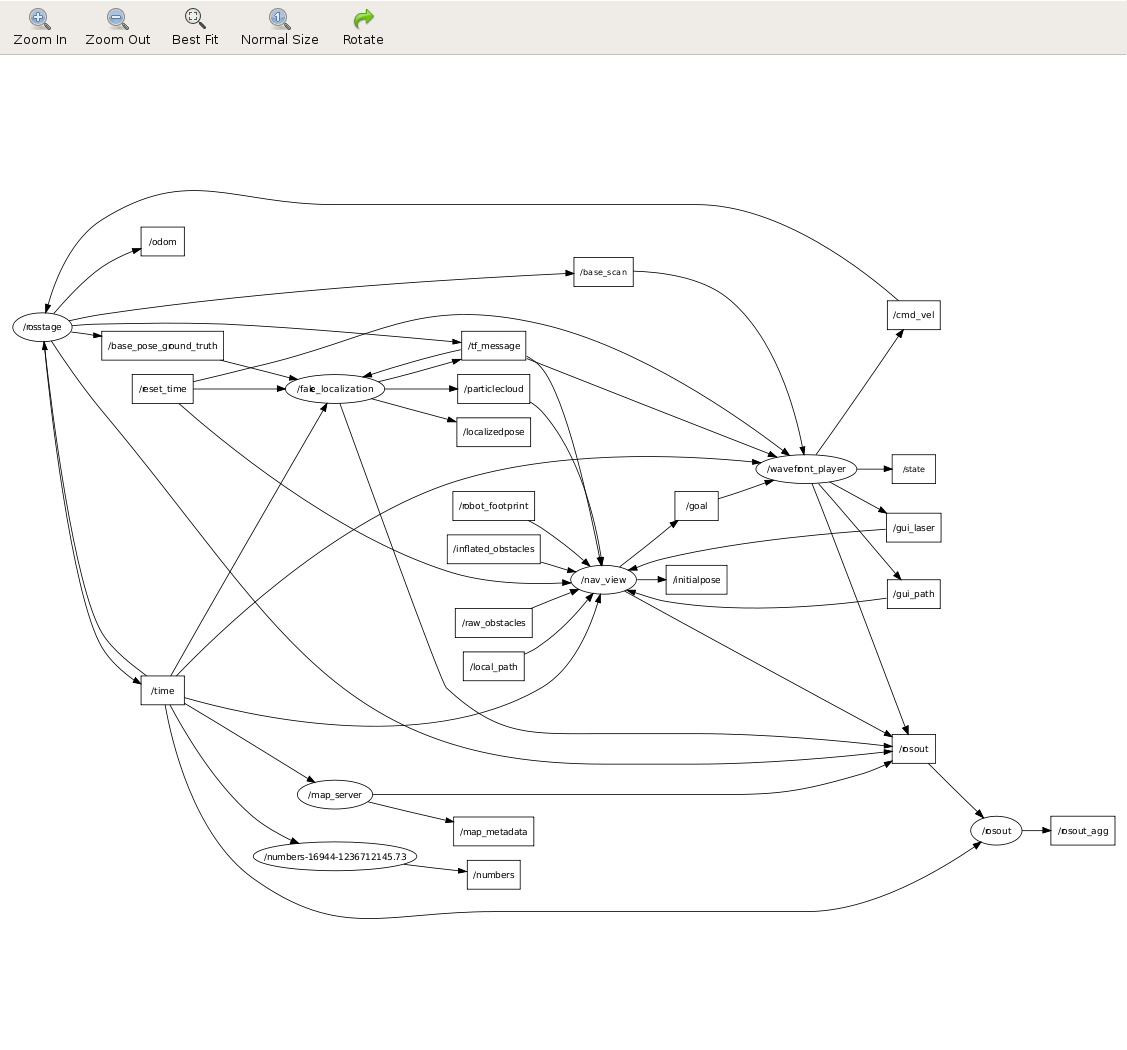 Zoom In
Zoom Out
Best Fit
Normal Size
Rotate
/odom
/base_scan
/rosstage
/cmd_vel
/base_pose_ground_truth
/tf_message
/reset_time
/fake_localization
/particlecloud
/localizedpose
/wavefront_player
/state
/robot_footprint
/goal
/gui_laser
/inflated_obstacles
/nav_view
/initialpose
/gui_path
/raw_obstacles
/local_path
/time
/rosout
/map_server
/map_metadata
/rosout
/rosout_agg
/numbers-16944-1236712145.73
/numbers